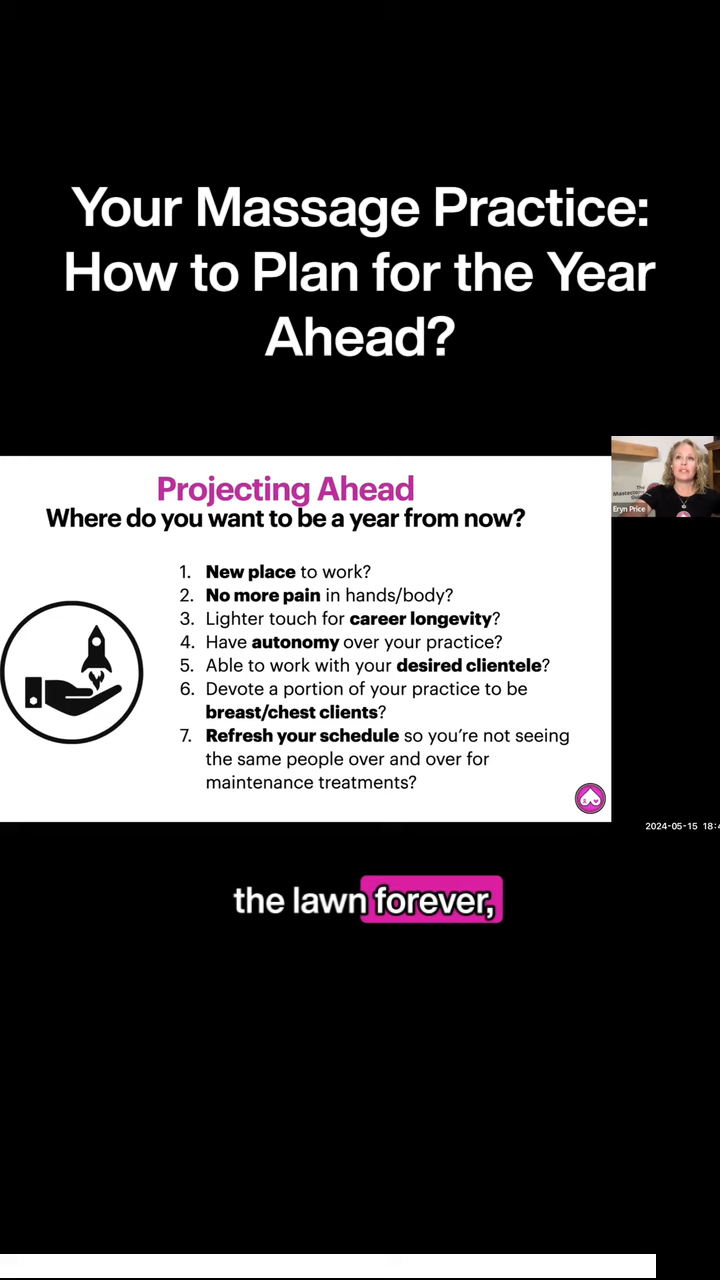 Your Massage Practice:
How to Plan for the Year
Ahead?
Projecting Ahead
Where do you want to be a year from now?
1. New place to work?
2. No more pain in hands/body?
3. Lighter touch for career longevity?
4. Have autonomy over your practice?
5. Able to work with your desired clientele?
6. Devote a portion of your practice to be
breast/chest clients?
7. Refresh your schedule so you're not seeing
the same people over and over for
maintenance treatments?
The
Eryn Price
2024-05-15 18:4
the lawn forever,